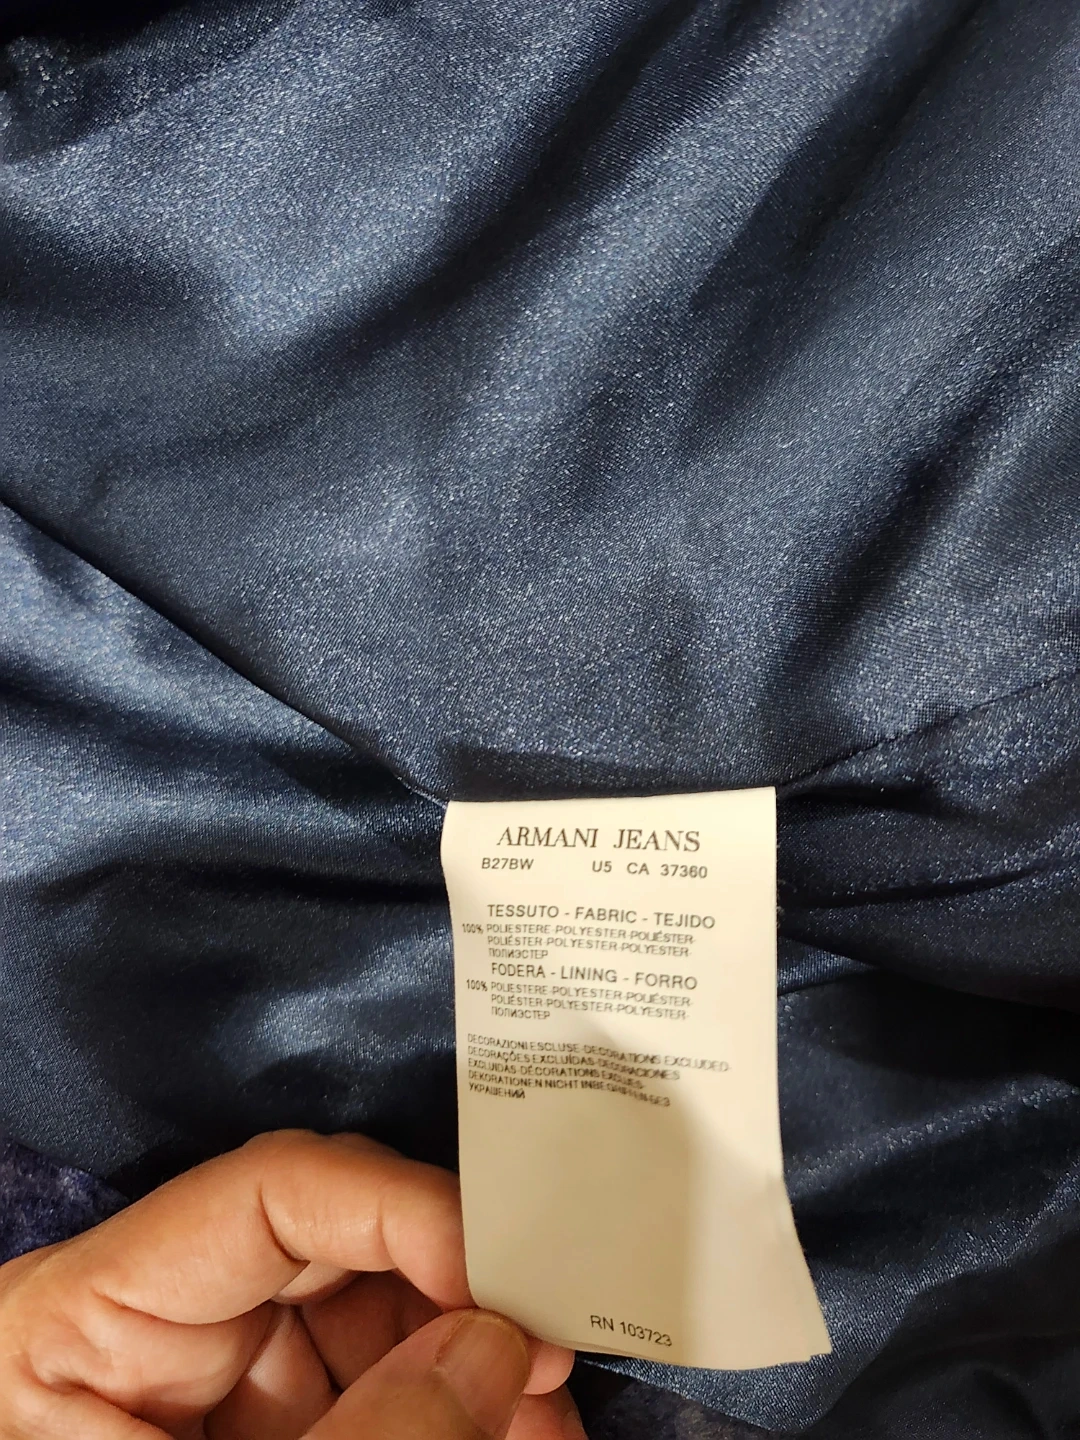 ARMANI JEANS
B27BW U5 CA 37360
TESSUTO - FABRIC - TEJIDO
100% POLIESTERE-POLYESTER-POLIÉSTER-
POLIÉSTER-POLYESTER-POLYESTER-
ПОЛИЭСТЕР
FODERA - LINING - FORRO
100% POLIESTERE-POLYESTER-POLIÉSTER-
POLIÉSTER-POLYESTER-POLYESTER-
ПОЛИЭСТЕР
DECORAZIONI ESCLUSE-DECORATIONS EXCLUDED-
DECORAÇÕES EXCLUÍDAS-DECORACIONES
EXCLUIDAS-DÉCORATIONS EXCLUES-
DEKORATIONEN NICHT INBEGRIFFEN-БЕЗ
УКРАШЕНИЙ
RN 103723